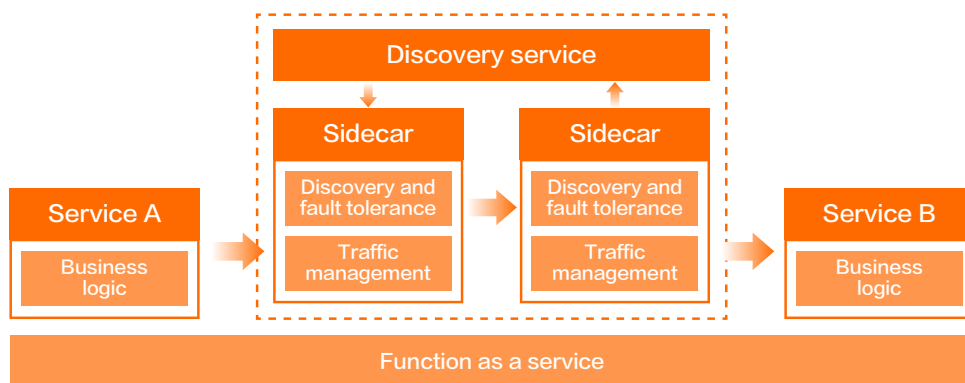 Discovery service
Sidecar
Discovery and
fault tolerance
Traffic
management
Sidecar
Discovery and
fault tolerance
Traffic
management
Service A
Business
logic
Service B
Business
logic
Function as a service